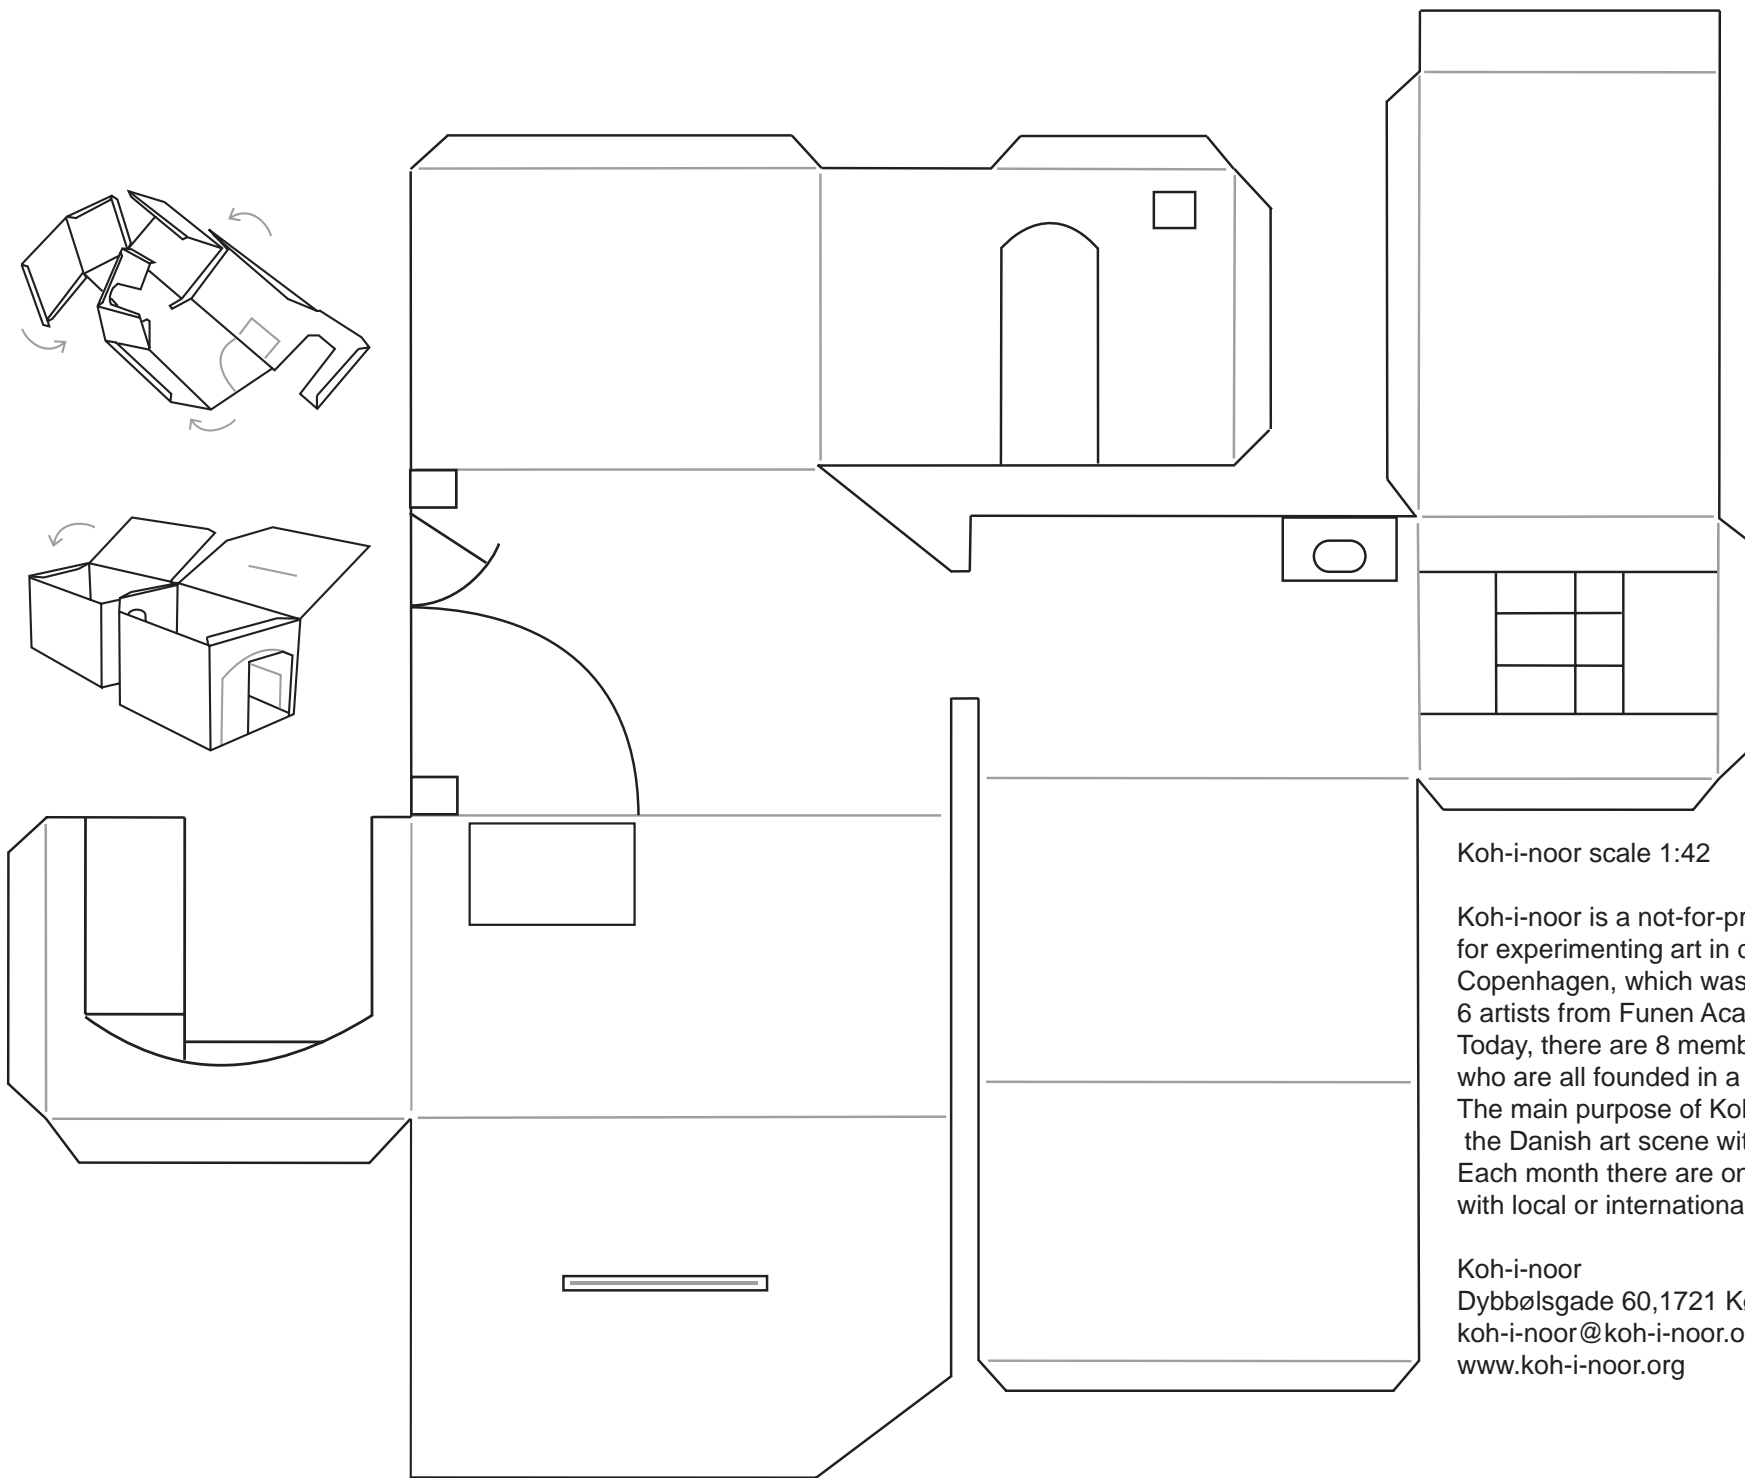 Koh-i-noor scale 1:42
Koh-i-noor is a not-for-pr
for experimenting art in
Copenhagen, which was
6 artists from Funen Aca
Today, there are 8 memb
who are all founded in a
The main purpose of Koh
the Danish art scene wit
Each month there are on
with local or internationa
Koh-i-noor
Dybbølsgade 60,1721 Kø
koh-i-noor@koh-i-noor.o
www.koh-i-noor.org